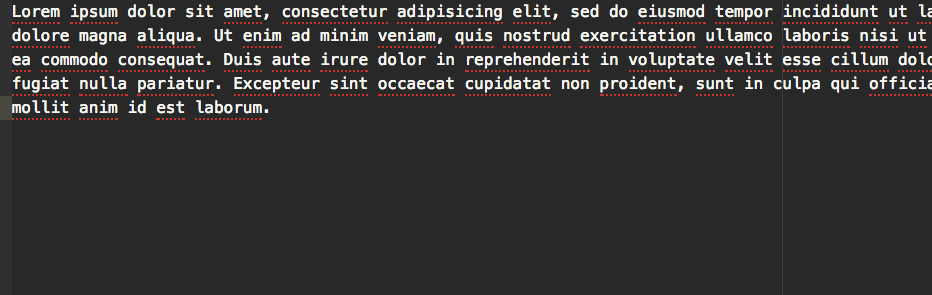 Lorem ipsum dolor sit amet, consectetur adipisicing elit, sed do eiusmod tempor incididunt ut la
dolore magna aliqua. Ut enim ad minim veniam, quis nostrud exercitation ullamco laboris nisi ut
ea commodo consequat. Duis aute irure dolor in reprehenderit in voluptate velit esse cillum dolo
fugiat nulla pariatur. Excepteur sint occaecat cupidatat non proident, sunt in culpa qui officia
mollit anim id est laborum.